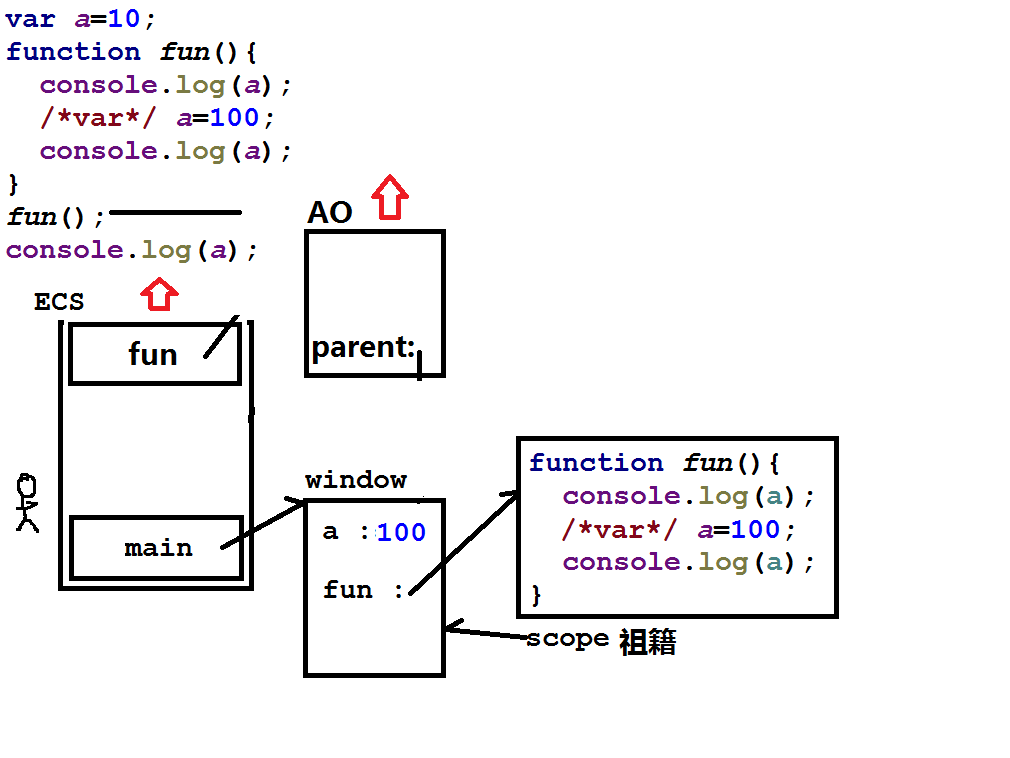 var a=10;
function fun(){
  console.log(a);
  /*var*/ a=100;
  console.log(a);
}
fun();
console.log(a);
AO
parent:
ECS
fun
main
window
a :100
fun :
function fun(){
  console.log(a);
  /*var*/ a=100;
  console.log(a);
}
scope 祖籍